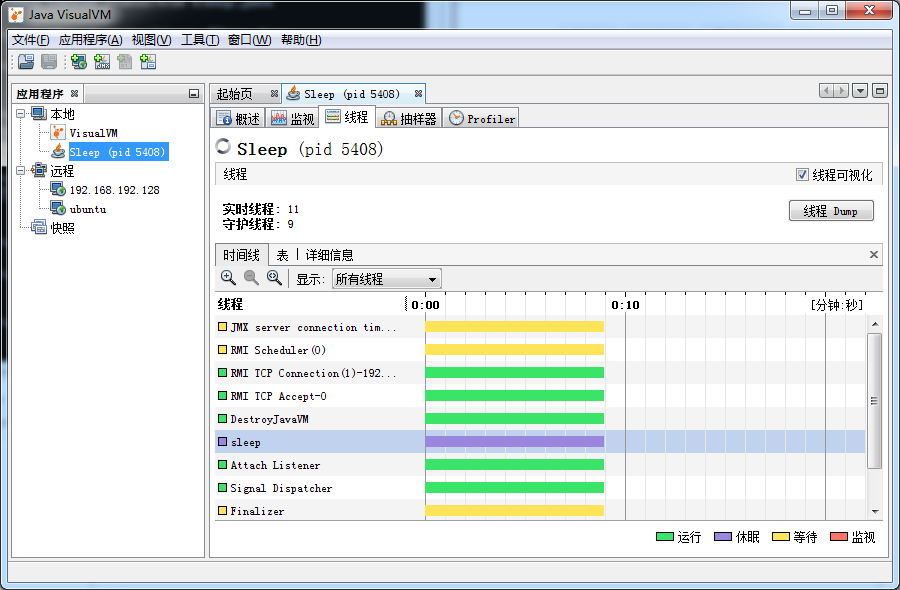 Java VisualVM
文件(F) 应用程序(A) 视图(V) 工具(T) 窗口(W) 帮助(H)
应用程序
本地
VisualVM
Sleep (pid 5408)
远程
192.168.192.128
ubuntu
快照
起始页 Sleep (pid 5408)
概述 监视 线程 抽样器 Profiler
Sleep (pid 5408)
线程 线程可视化
实时线程: 11
守护线程: 9
线程 Dump
时间线 表 详细信息
显示: 所有线程
线程 0:00 0:10 [分钟:秒]
JMX server connection tim...
RMI Scheduler(0)
RMI TCP Connection(1)-192...
RMI TCP Accept-0
DestroyJavaVM
sleep
Attach Listener
Signal Dispatcher
Finalizer
运行 休眠 等待 监视